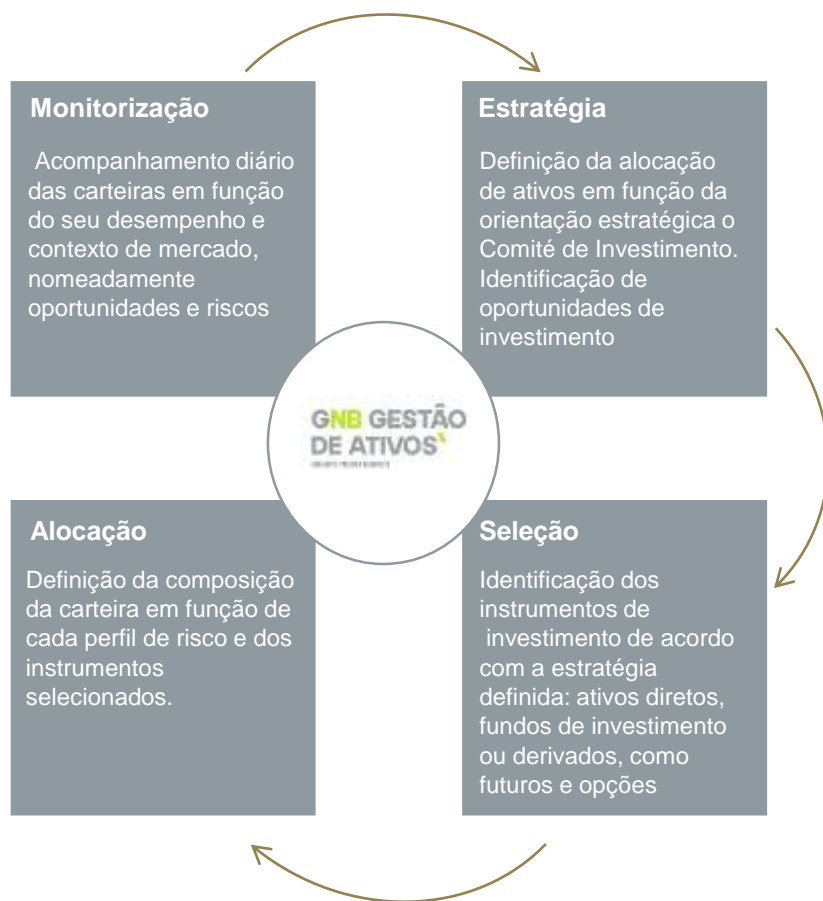 Monitorização
Acompanhamento diário
das carteiras em função
do seu desempenho e
contexto de mercado,
nomeadamente
oportunidades e riscos
Estratégia
Definição da alocação
de ativos em função da
orientação estratégica o
Comité de Investimento.
Identificação de
oportunidades de
investimento
GNB GESTÃO
DE ATIVOS
Alocação
Definição da composição
da carteira em função de
cada perfil de risco e dos
instrumentos
selecionados.
Seleção
Identificação dos
instrumentos de
investimento de acordo
com a estratégia
definida: ativos diretos,
fundos de investimento
ou derivados, como
futuros e opções